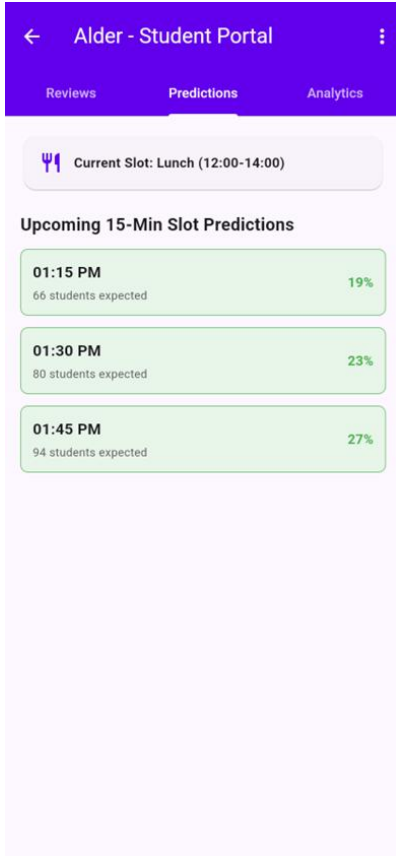 Alder - Student Portal
Reviews Predictions Analytics
Current Slot: Lunch (12:00-14:00)
Upcoming 15-Min Slot Predictions
01:15 PM
66 students expected
19%
01:30 PM
80 students expected
23%
01:45 PM
94 students expected
27%